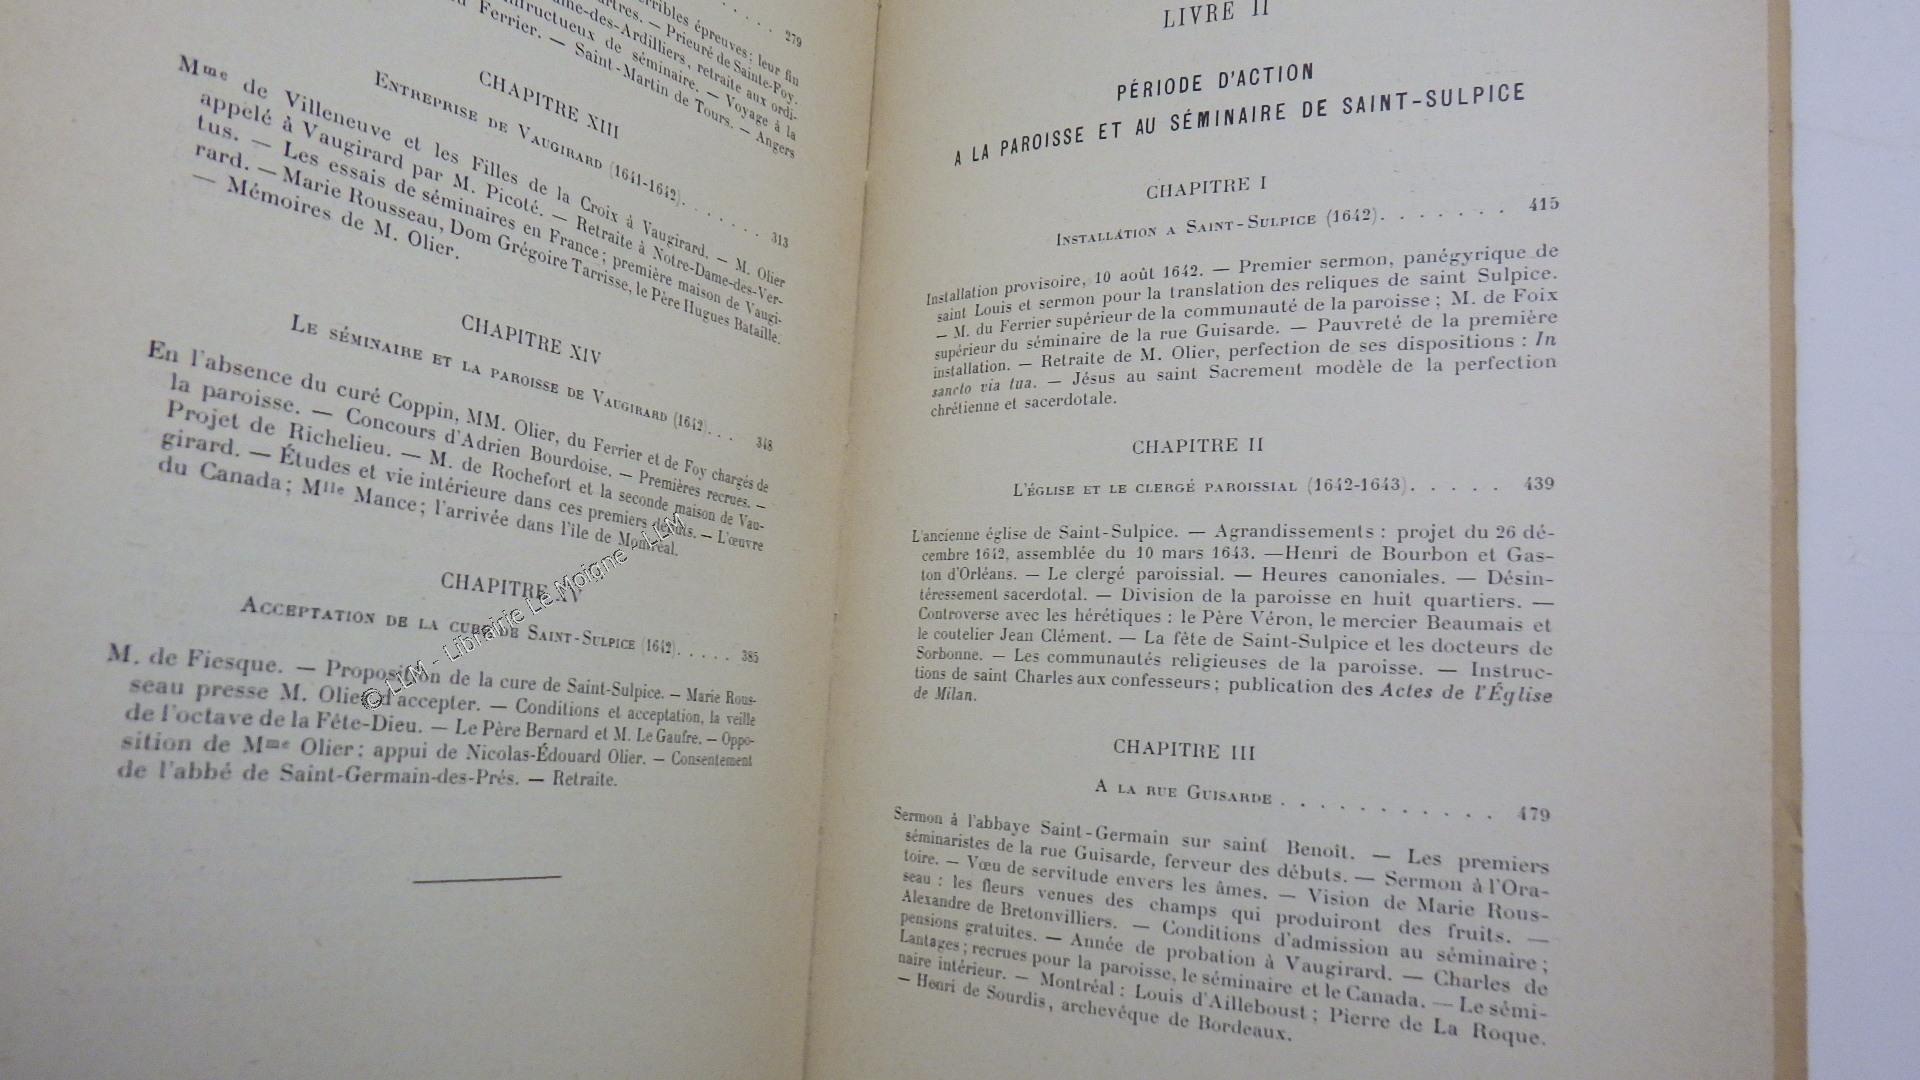 279
terribles épreuves; leur fin
Prieuré de Sainte-Foy.
me-des-Ardilliers, retraite aux ordi-
nfructueux de séminaire. — Voyage à la
Ferrier. — Saint-Martin de Tours. — Angers
CHAPITRE XIII
ENTREPRISE DE VAUGIRARD (1641-1642). . . . . . . 313
Mme de Villeneuve et les Filles de la Croix à Vaugirard. — M. Olier
appelé à Vaugirard par M. Picoté. — Retraite à Notre-Dame-des-Ver-
tus. — Les essais de séminaires en France; première maison de Vaugi-
rard. — Marie Rousseau, Dom Grégoire Tarrisse, le Père Hugues Bataille.
— Mémoires de M. Olier.
CHAPITRE XIV
LE SÉMINAIRE ET LA PAROISSE DE VAUGIRARD (1642). . . 348
En l'absence du curé Coppin, MM. Olier, du Ferrier et de Foy chargés de
la paroisse. — Concours d'Adrien Bourdoise. — Premières recrues. —
Projet de Richelieu. — M. de Rochefort et la seconde maison de Vau-
girard. — Études et vie intérieure dans ces premiers débuts. — L'œuvre
du Canada; Mlle Mance; l'arrivée dans l'île de Montréal.
CHAPITRE XV
ACCEPTATION DE LA CURE DE SAINT-SULPICE (1642). . . . . 385
M. de Fiesque. — Proposition de la cure de Saint-Sulpice. — Marie Rous-
seau presse M. Olier d'accepter. — Conditions et acceptation, la veille
de l'octave de la Fête-Dieu. — Le Père Bernard et M. Le Gaufre. — Oppo-
sition de Mme Olier; appui de Nicolas-Édouard Olier. — Consentement
de l'abbé de Saint-Germain-des-Prés. — Retraite.
© LLM - Librairie Le Moigne - LLM
LIVRE II
PÉRIODE D'ACTION
A LA PAROISSE ET AU SÉMINAIRE DE SAINT-SULPICE
CHAPITRE I
INSTALLATION A SAINT-SULPICE (1642). . . . . . . 415
Installation provisoire, 10 août 1642. — Premier sermon, panégyrique de
saint Louis et sermon pour la translation des reliques de saint Sulpice.
— M. du Ferrier supérieur de la communauté de la paroisse; M. de Foix
supérieur du séminaire de la rue Guisarde. — Pauvreté de la première
installation. — Retraite de M. Olier, perfection de ses dispositions : In
sancto via tua. — Jésus au saint Sacrement modèle de la perfection
chrétienne et sacerdotale.
CHAPITRE II
L'ÉGLISE ET LE CLERGÉ PAROISSIAL (1642-1643). . . . . 439
L'ancienne église de Saint-Sulpice. — Agrandissements : projet du 26 dé-
cembre 1642, assemblée du 10 mars 1643. —Henri de Bourbon et Gas-
ton d'Orléans. — Le clergé paroissial. — Heures canoniales. — Désin-
téressement sacerdotal. — Division de la paroisse en huit quartiers. —
Controverse avec les hérétiques : le Père Véron, le mercier Beaumais et
le coutelier Jean Clément. — La fête de Saint-Sulpice et les docteurs de
Sorbonne. — Les communautés religieuses de la paroisse. — Instruc-
tions de saint Charles aux confesseurs; publication des Actes de l'Église
de Milan.
CHAPITRE III
A LA RUE GUISARDE . . . . . . . . . . . 479
Sermon à l'abbaye Saint-Germain sur saint Benoît. — Les premiers
séminaristes de la rue Guisarde, ferveur des débuts. — Sermon à l'Ora-
toire. — Vœu de servitude envers les âmes. — Vision de Marie Rous-
seau : les fleurs venues des champs qui produiront des fruits. —
Alexandre de Bretonvilliers. — Conditions d'admission au séminaire;
pensions gratuites. — Année de probation à Vaugirard. — Charles de
Lantages; recrues pour la paroisse, le séminaire et le Canada. — Le sémi-
naire intérieur. — Montréal : Louis d'Ailleboust; Pierre de La Roque.
— Henri de Sourdis, archevêque de Bordeaux.